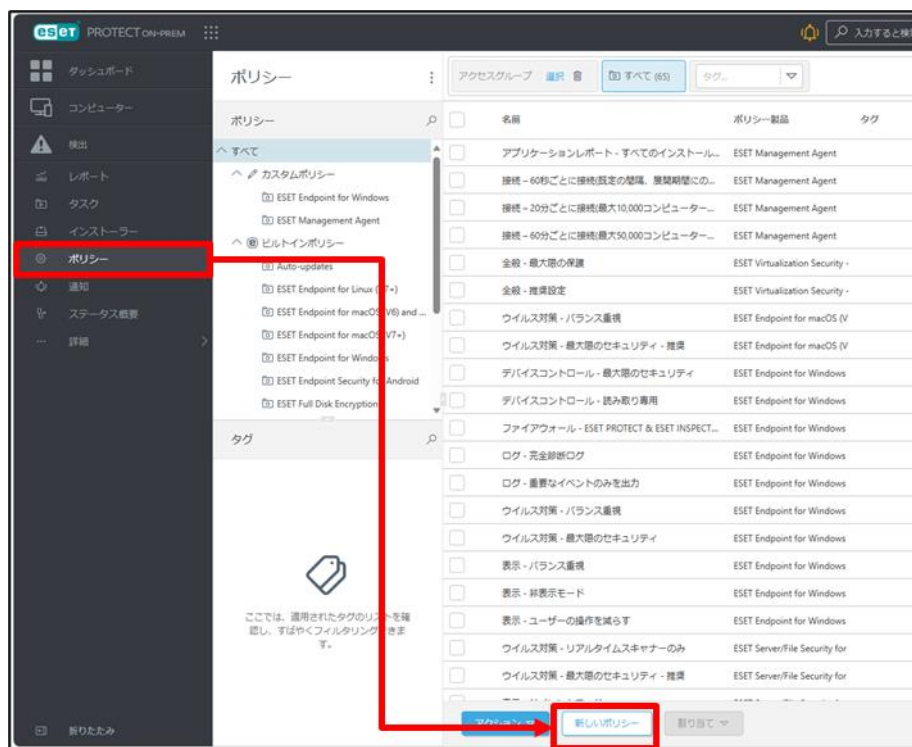 eset PROTECT ON-PREM
入力すると検
ダッシュボード
コンピューター
検出
レポート
タスク
インストーラー
ポリシー
通知
ステータス概要
詳細
折りたたみ
ポリシー
ポリシー
すべて
カスタムポリシー
ESET Endpoint for Windows
ESET Management Agent
ビルトインポリシー
Auto-updates
ESET Endpoint for Linux (V7+)
ESET Endpoint for macOS (V6) and ...
ESET Endpoint for macOS (V7+)
ESET Endpoint for Windows
ESET Endpoint Security for Android
ESET Full Disk Encryption
タグ
ここでは、適用されたタグのリストを確
認し、すばやくフィルタリングできま
す。
アクセスグループ 選択 すべて (65) タグ...
名前 ポリシー製品 タグ
アプリケーションレポート - すべてのインストール... ESET Management Agent
接続 – 60秒ごとに接続(既定の間隔、展開期間にの... ESET Management Agent
接続 – 20分ごとに接続(最大10,000コンピューター... ESET Management Agent
接続 – 60分ごとに接続(最大50,000コンピューター... ESET Management Agent
全般 - 最大限の保護 ESET Virtualization Security -
全般 - 推奨設定 ESET Virtualization Security -
ウイルス対策 - バランス重視 ESET Endpoint for macOS (V
ウイルス対策 - 最大限のセキュリティ - 推奨 ESET Endpoint for macOS (V
デバイスコントロール - 最大限のセキュリティ ESET Endpoint for Windows
デバイスコントロール - 読み取り専用 ESET Endpoint for Windows
ファイアウォール - ESET PROTECT & ESET INSPECT... ESET Endpoint for Windows
ログ - 完全診断ログ ESET Endpoint for Windows
ログ - 重要なイベントのみを出力 ESET Endpoint for Windows
ウイルス対策 - バランス重視 ESET Endpoint for Windows
ウイルス対策 - 最大限のセキュリティ ESET Endpoint for Windows
表示 - バランス重視 ESET Endpoint for Windows
表示 - 非表示モード ESET Endpoint for Windows
表示 - ユーザーの操作を減らす ESET Endpoint for Windows
ウイルス対策 - リアルタイムスキャナーのみ ESET Server/File Security for
ウイルス対策 - 最大限のセキュリティ - 推奨 ESET Server/File Security for
アクション 新しいポリシー 割り当て